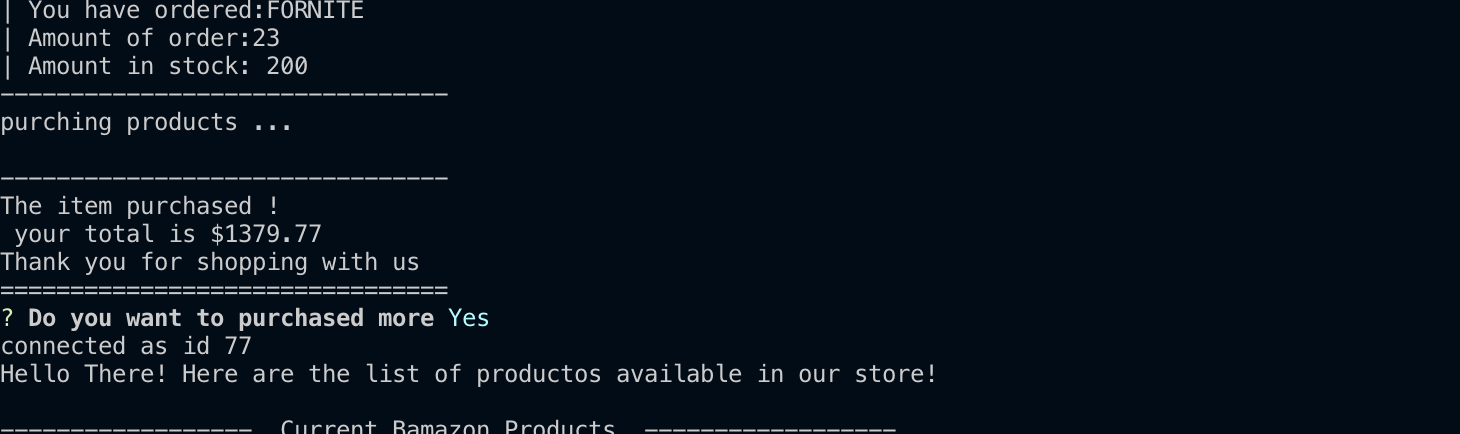 | You have ordered:FORNITE
| Amount of order:23
| Amount in stock: 200
--------------------------------
purching products ...
--------------------------------
The item purchased !
your total is $1379.77
Thank you for shopping with us
================================
? Do you want to purchased more Yes
connected as id 77
Hello There! Here are the list of productos available in our store!
------------------ Current Bamazon Products ------------------